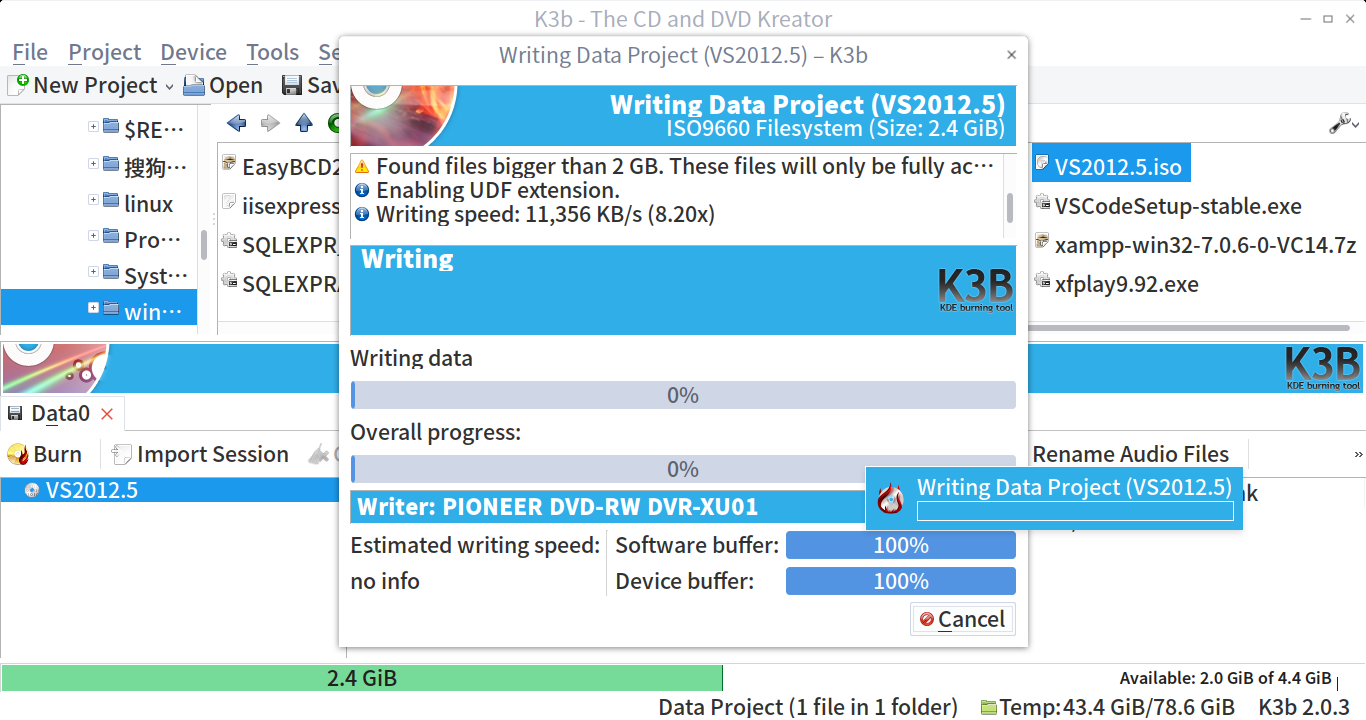 K3b - The CD and DVD Kreator
File Project Device Tools Se
New Project Open Sav
Writing Data Project (VS2012.5) – K3b
Writing Data Project (VS2012.5)
ISO9660 Filesystem (Size: 2.4 GiB)
Found files bigger than 2 GB. These files will only be fully ac···
Enabling UDF extension.
Writing speed: 11,356 KB/s (8.20x)
$RE···
搜狗···
linux
Pro···
Syst···
win···
EasyBCD2
iisexpress
SQLEXPR
SQLEXPR
VS2012.5.iso
VSCodeSetup-stable.exe
xampp-win32-7.0.6-0-VC14.7z
xfplay9.92.exe
Writing
K3B
KDE burning tool
Writing data
0%
Overall progress:
0%
K3B
KDE burning tool
Data0
Burn Import Session
Rename Audio Files »
VS2012.5
Writer: PIONEER DVD-RW DVR-XU01
Writing Data Project (VS2012.5)
nk
Estimated writing speed: Software buffer: 100%
no info Device buffer: 100%
Cancel
2.4 GiB
Available: 2.0 GiB of 4.4 GiB
Data Project (1 file in 1 folder) Temp: 43.4 GiB/78.6 GiB K3b 2.0.3